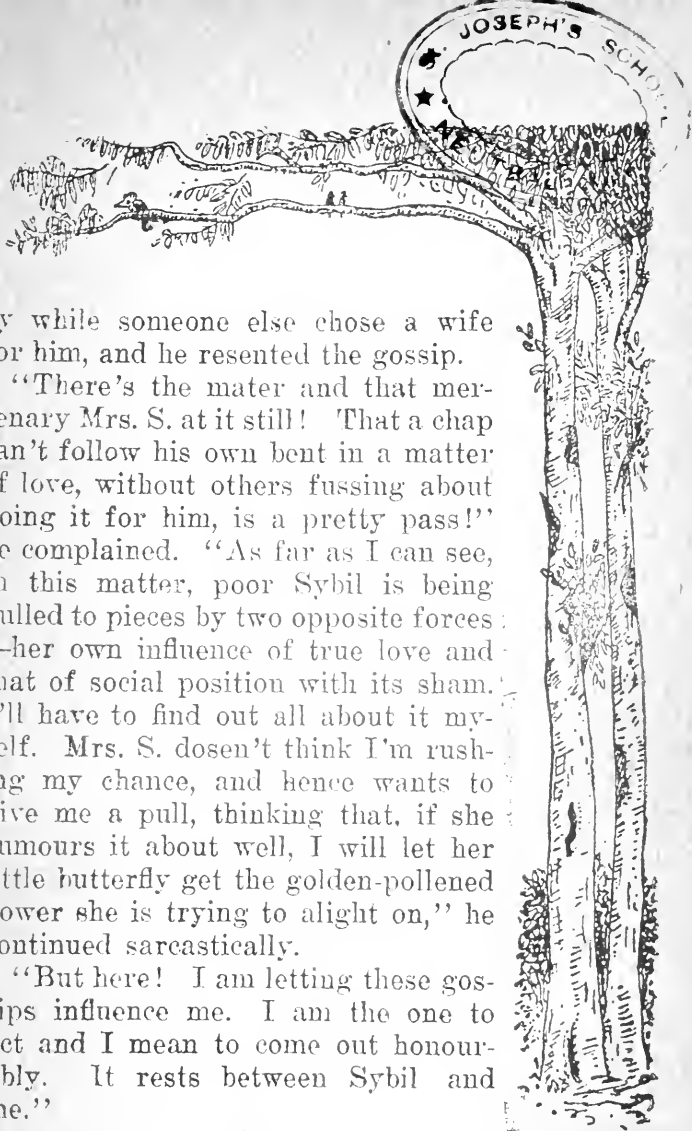 ST. JOSEPH'S SCHOOL
y while someone else chose a wife
or him, and he resented the gossip.
"There's the mater and that mer-
enary Mrs. S. at it still! That a chap
an't follow his own bent in a matter
f love, without others fussing about
oing it for him, is a pretty pass!"
e complained. "As far as I can see,
n this matter, poor Sybil is being
ulled to pieces by two opposite forces
—her own influence of true love and
hat of social position with its sham.
'll have to find out all about it my-
elf. Mrs. S. dosen't think I'm rush-
ng my chance, and hence wants to
ive me a pull, thinking that, if she
umours it about well, I will let her
ittle butterfly get the golden-pollened
lower she is trying to alight on," he
ontinued sarcastically.
"But here! I am letting these gos-
ips influence me. I am the one to
ct and I mean to come out honour-
bly. It rests between Sybil and
me."